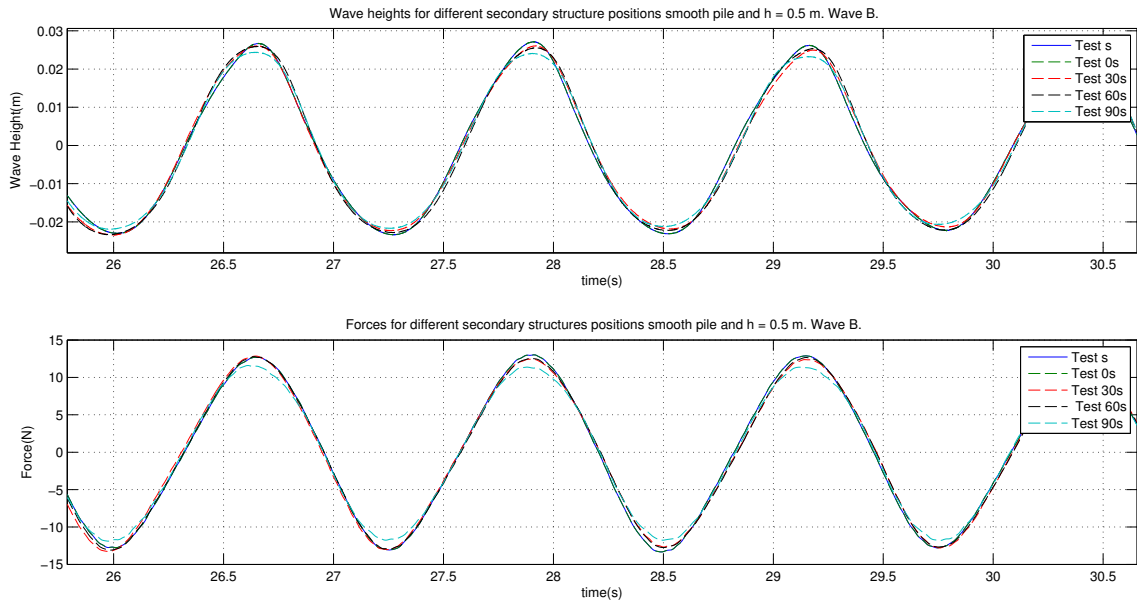 Wave heights for different secondary structure positions smooth pile and h = 0.5 m. Wave B.
0.03
0.02
0.01
0
−0.01
−0.02
Wave Height(m)
26 26.5 27 27.5 28 28.5 29 29.5 30 30.5
time(s)
Test s
Test 0s
Test 30s
Test 60s
Test 90s
Forces for different secondary structures positions smooth pile and h = 0.5 m. Wave B.
15
10
5
0
−5
−10
−15
Force(N)
26 26.5 27 27.5 28 28.5 29 29.5 30 30.5
time(s)
Test s
Test 0s
Test 30s
Test 60s
Test 90s